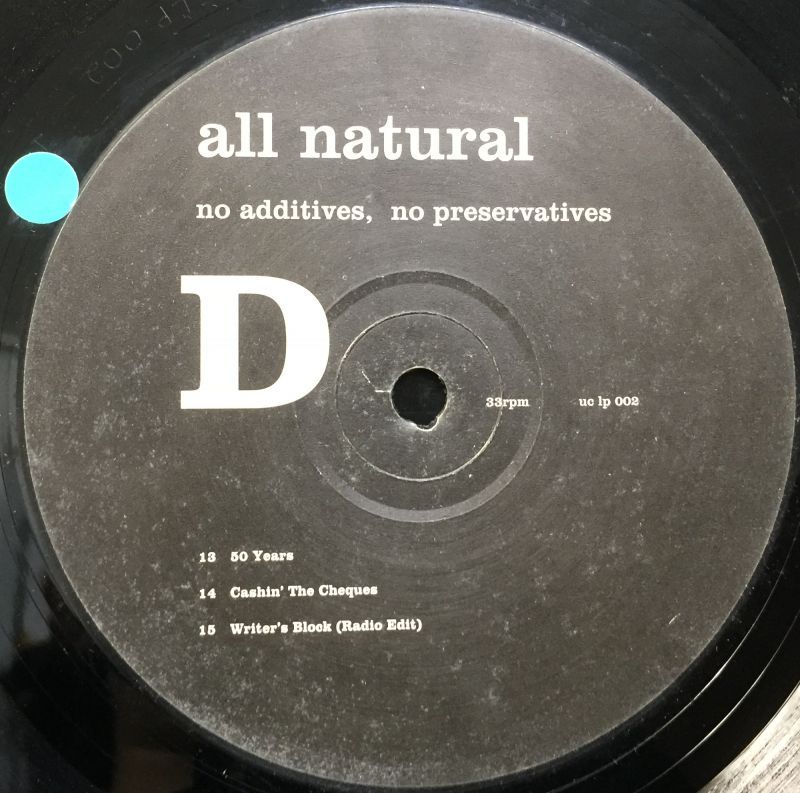 all natural
no additives, no preservatives
D
33rpm uc lp 002
13 50 Years
14 Cashin' The Cheques
15 Writer's Block (Radio Edit)